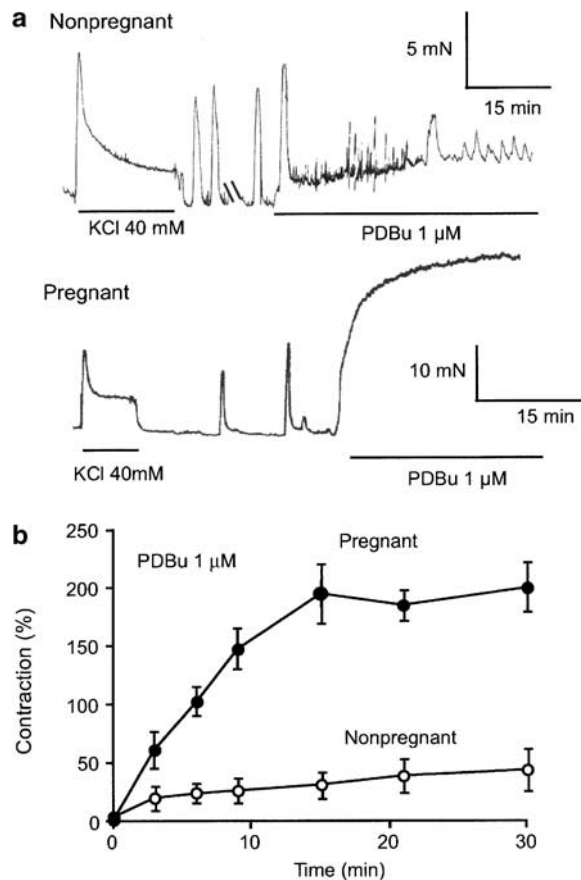 a
Nonpregnant
5 mN
15 min
KCl 40 mM
PDBu 1 µM
Pregnant
10 mN
15 min
KCl 40mM
PDBu 1 µM
b
250
200
150
100
50
0
Contraction (%)
PDBu 1 µM
Pregnant
Nonpregnant
0
10
20
30
Time (min)